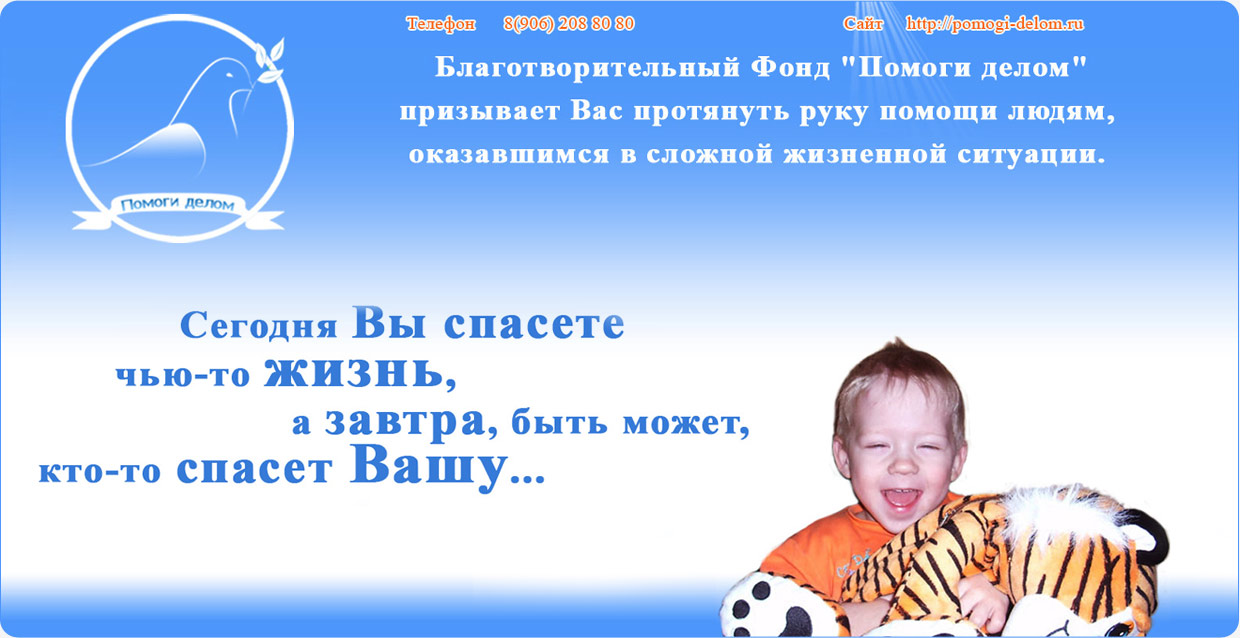 Телефон 8(906) 208 80 80 Сайт http://pomogi-delom.ru
Благотворительный Фонд "Помоги делом"
призывает Вас протянуть руку помощи людям,
оказавшимся в сложной жизненной ситуации.
Помоги делом
Сегодня Вы спасете
чью-то жизнь,
а завтра, быть может,
кто-то спасет Вашу...